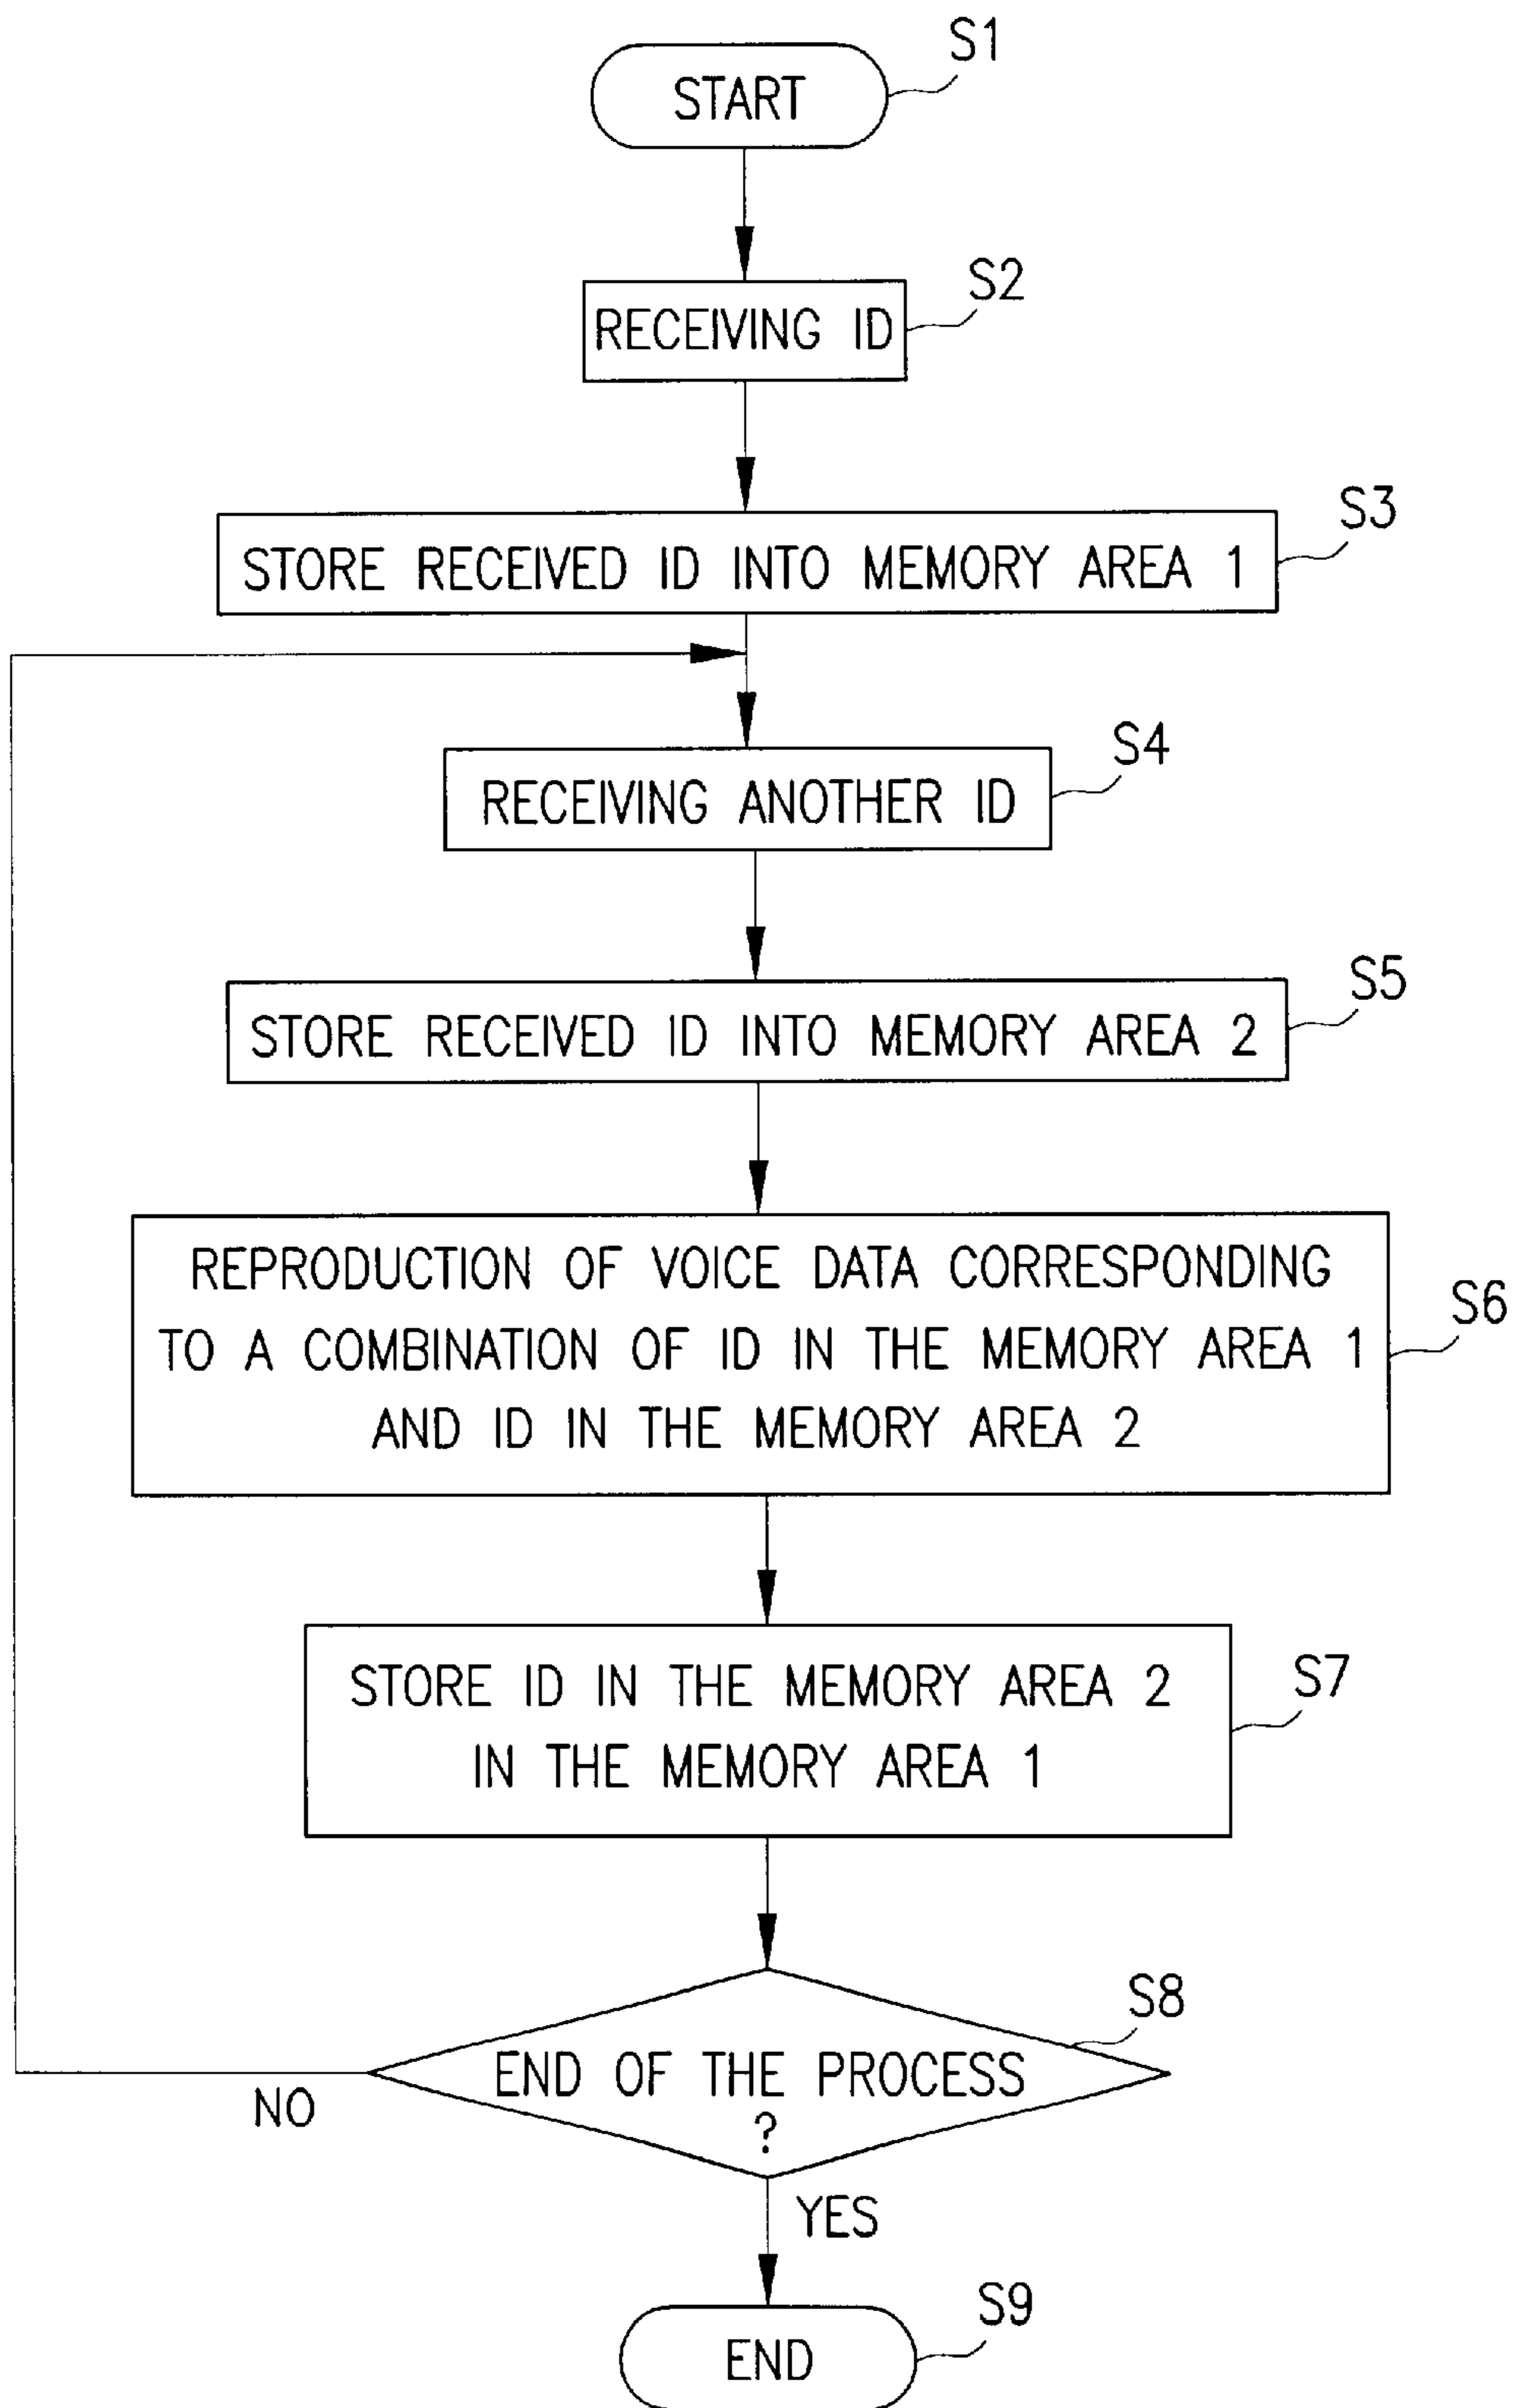 S1
START
S2
RECEIVING ID
S3
STORE RECEIVED ID INTO MEMORY AREA 1
S4
RECEIVING ANOTHER ID
S5
STORE RECEIVED ID INTO MEMORY AREA 2
REPRODUCTION OF VOICE DATA CORRESPONDING
S6
TO A COMBINATION OF ID IN THE MEMORY AREA 1
AND ID IN THE MEMORY AREA 2
STORE ID IN THE MEMORY AREA 2
S7
IN THE MEMORY AREA 1
S8
END OF THE PROCESS
?
NO
YES
S9
END